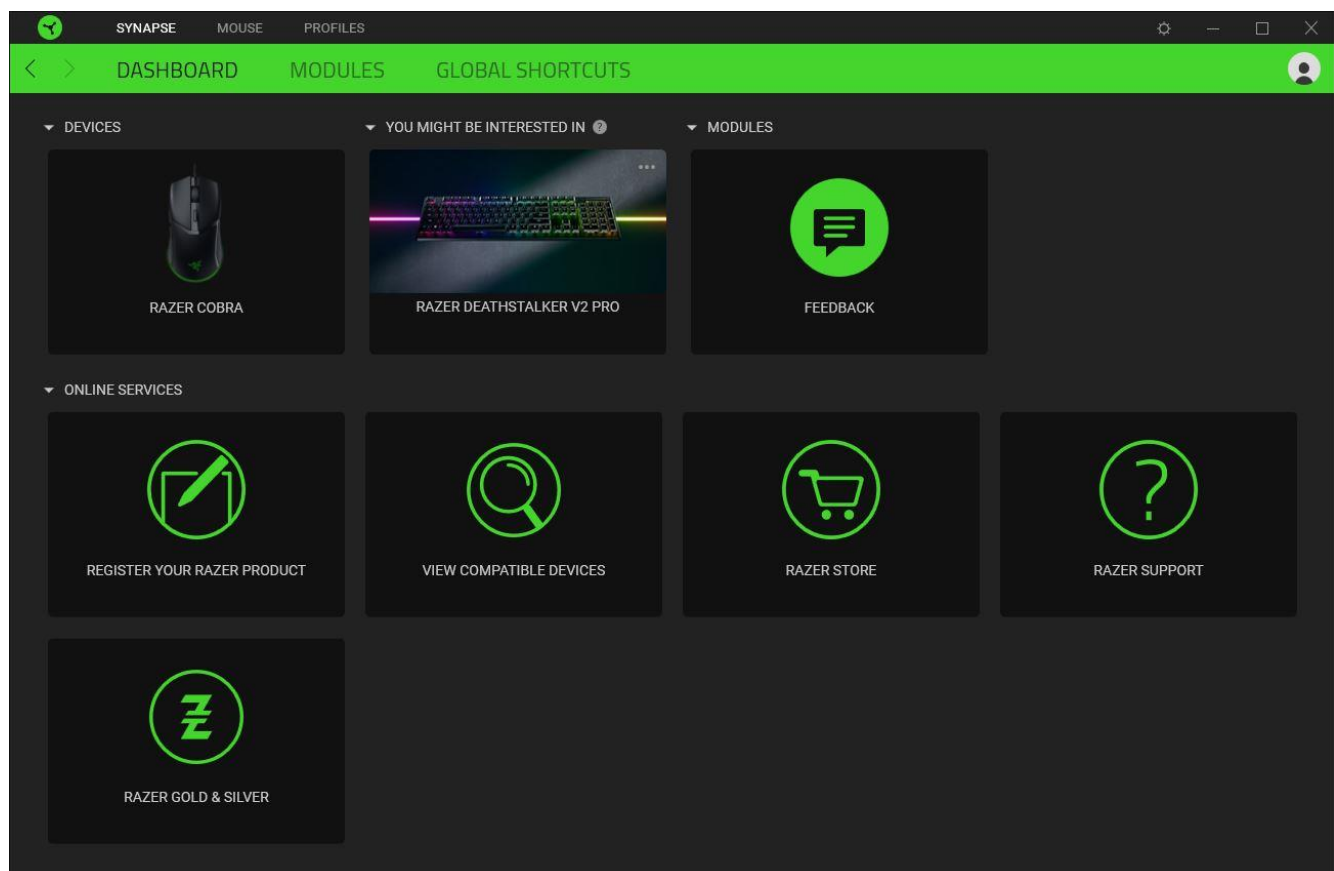 SYNAPSE MOUSE PROFILES
DASHBOARD MODULES GLOBAL SHORTCUTS
DEVICES
RAZER COBRA
YOU MIGHT BE INTERESTED IN ?
RAZER DEATHSTALKER V2 PRO
MODULES
FEEDBACK
ONLINE SERVICES
REGISTER YOUR RAZER PRODUCT
VIEW COMPATIBLE DEVICES
RAZER STORE
?
RAZER SUPPORT
RAZER GOLD & SILVER